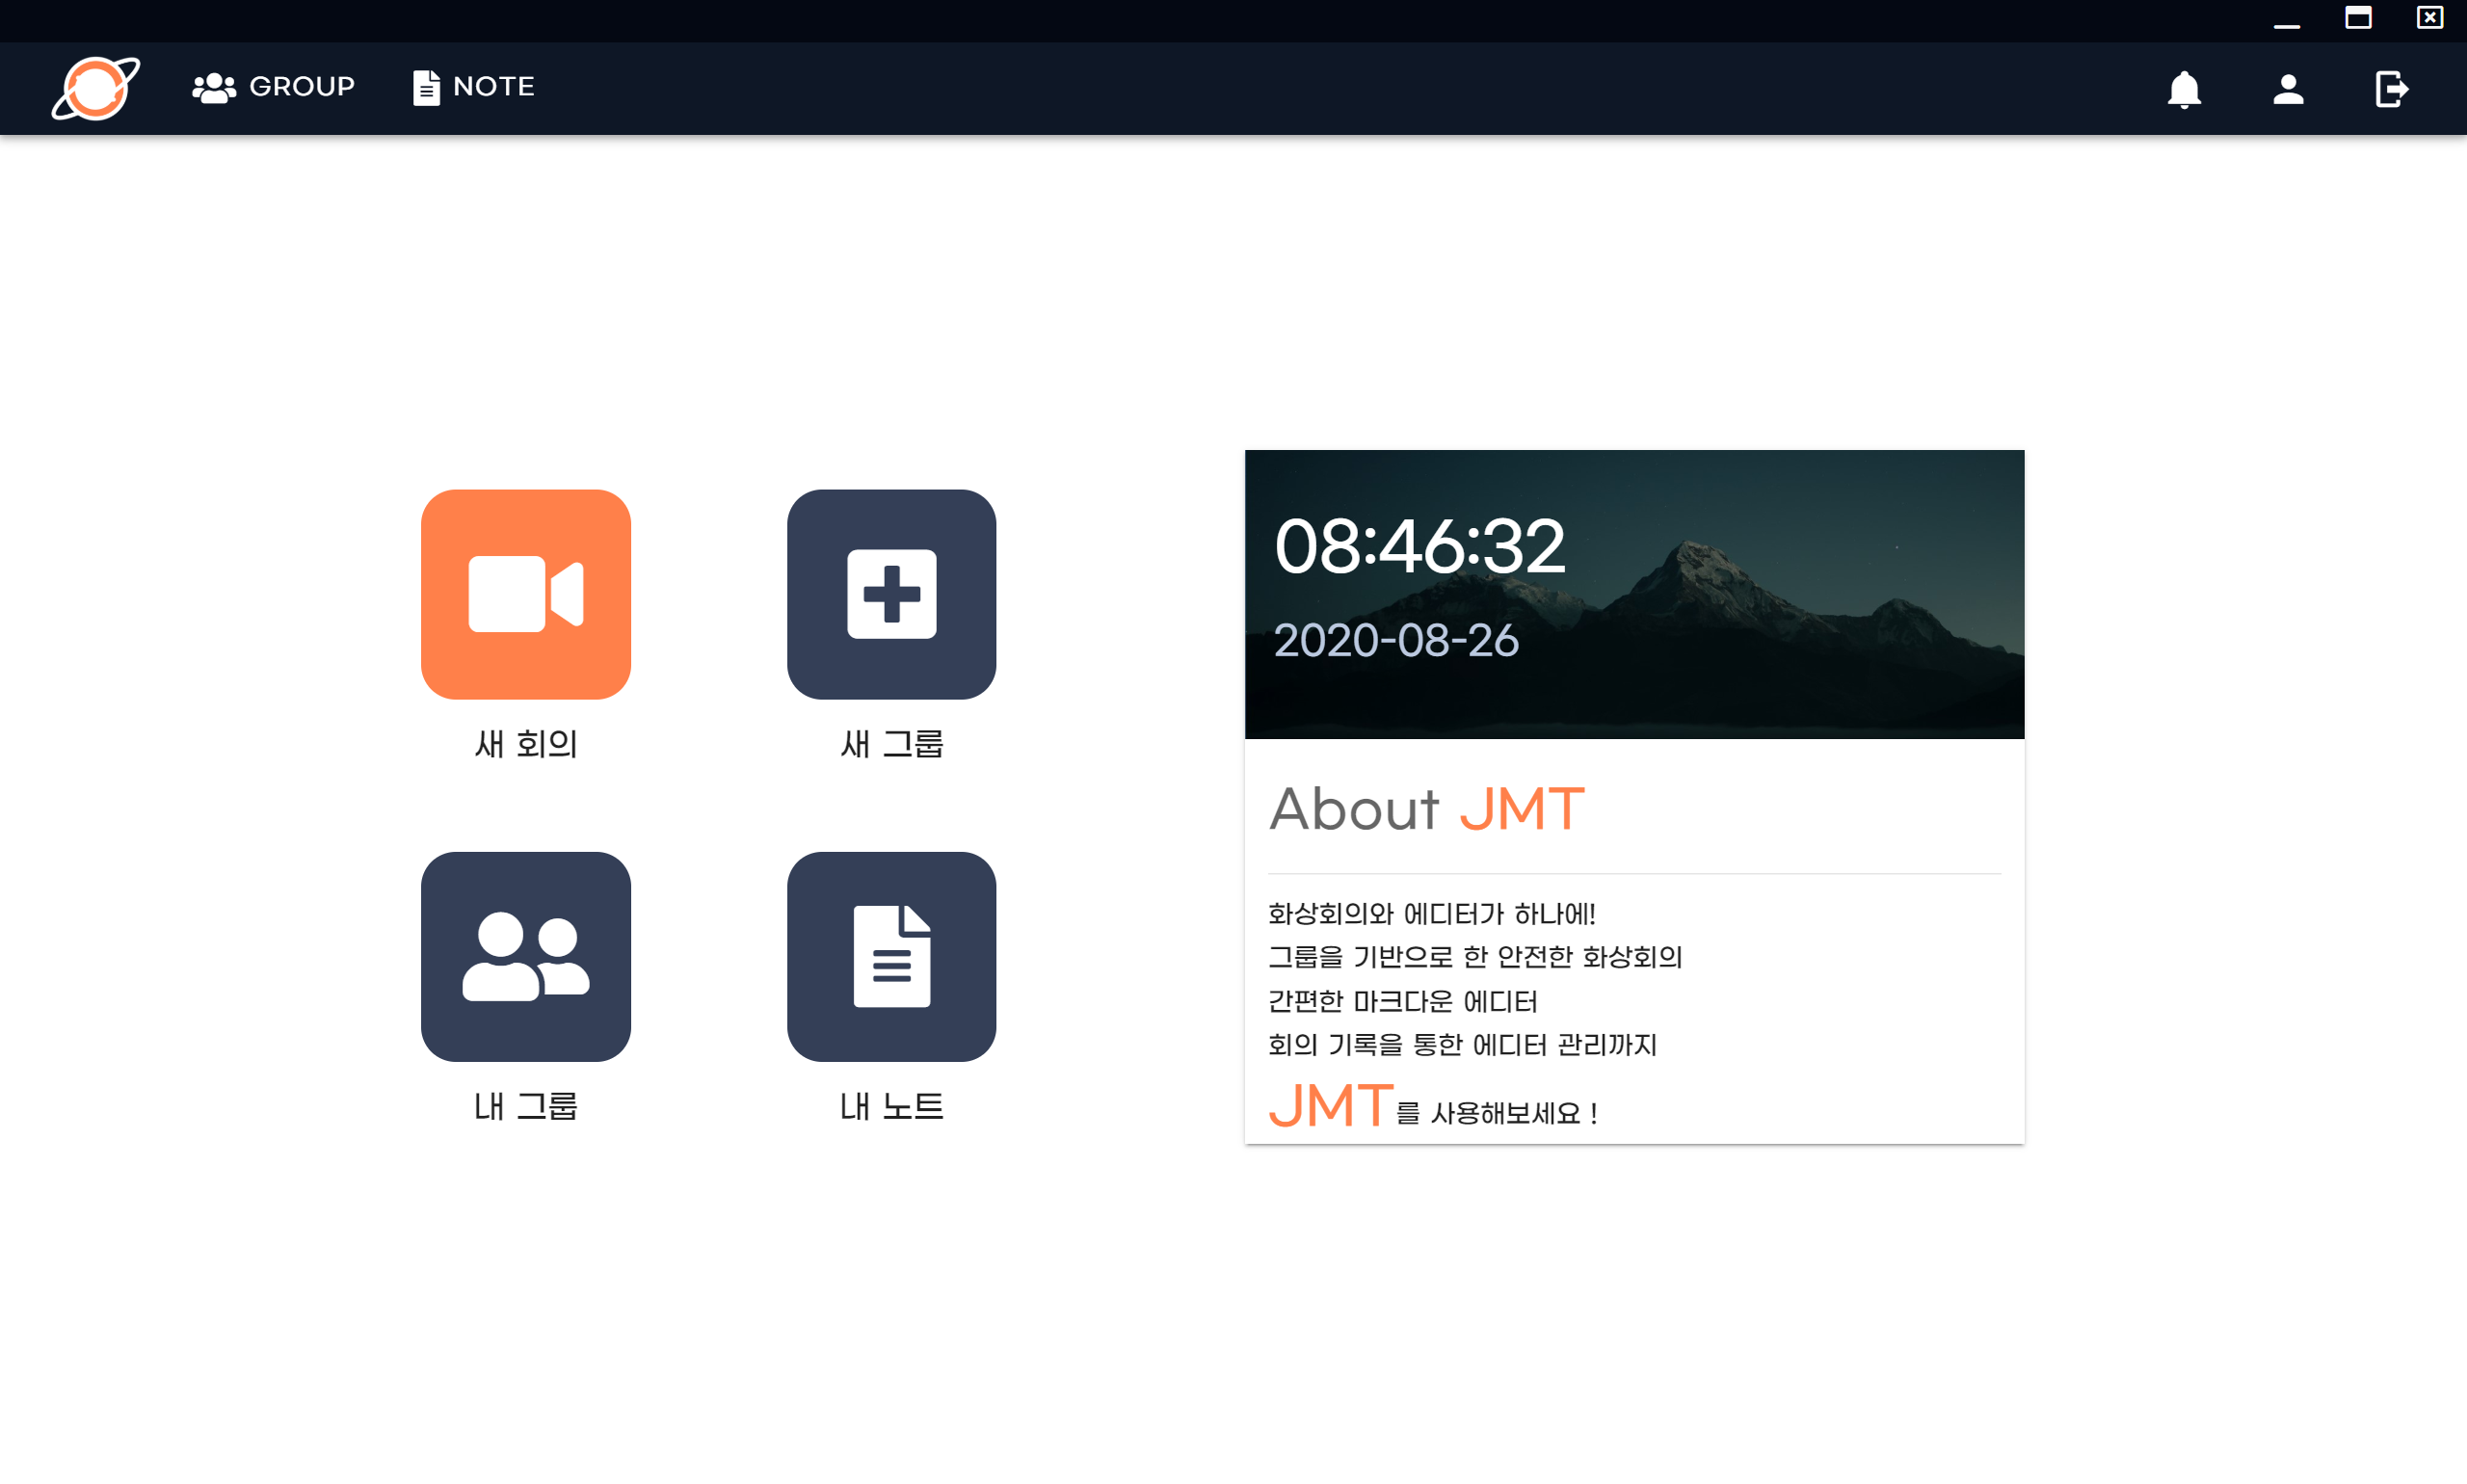 GROUP
NOTE
새 회의
새 그룹
내 그룹
내 노트
08:46:32
2020-08-26
About JMT
화상회의와 에디터가 하나에!
그룹을 기반으로 한 안전한 화상회의
간편한 마크다운 에디터
회의 기록을 통한 에디터 관리까지
JMT를 사용해보세요 !